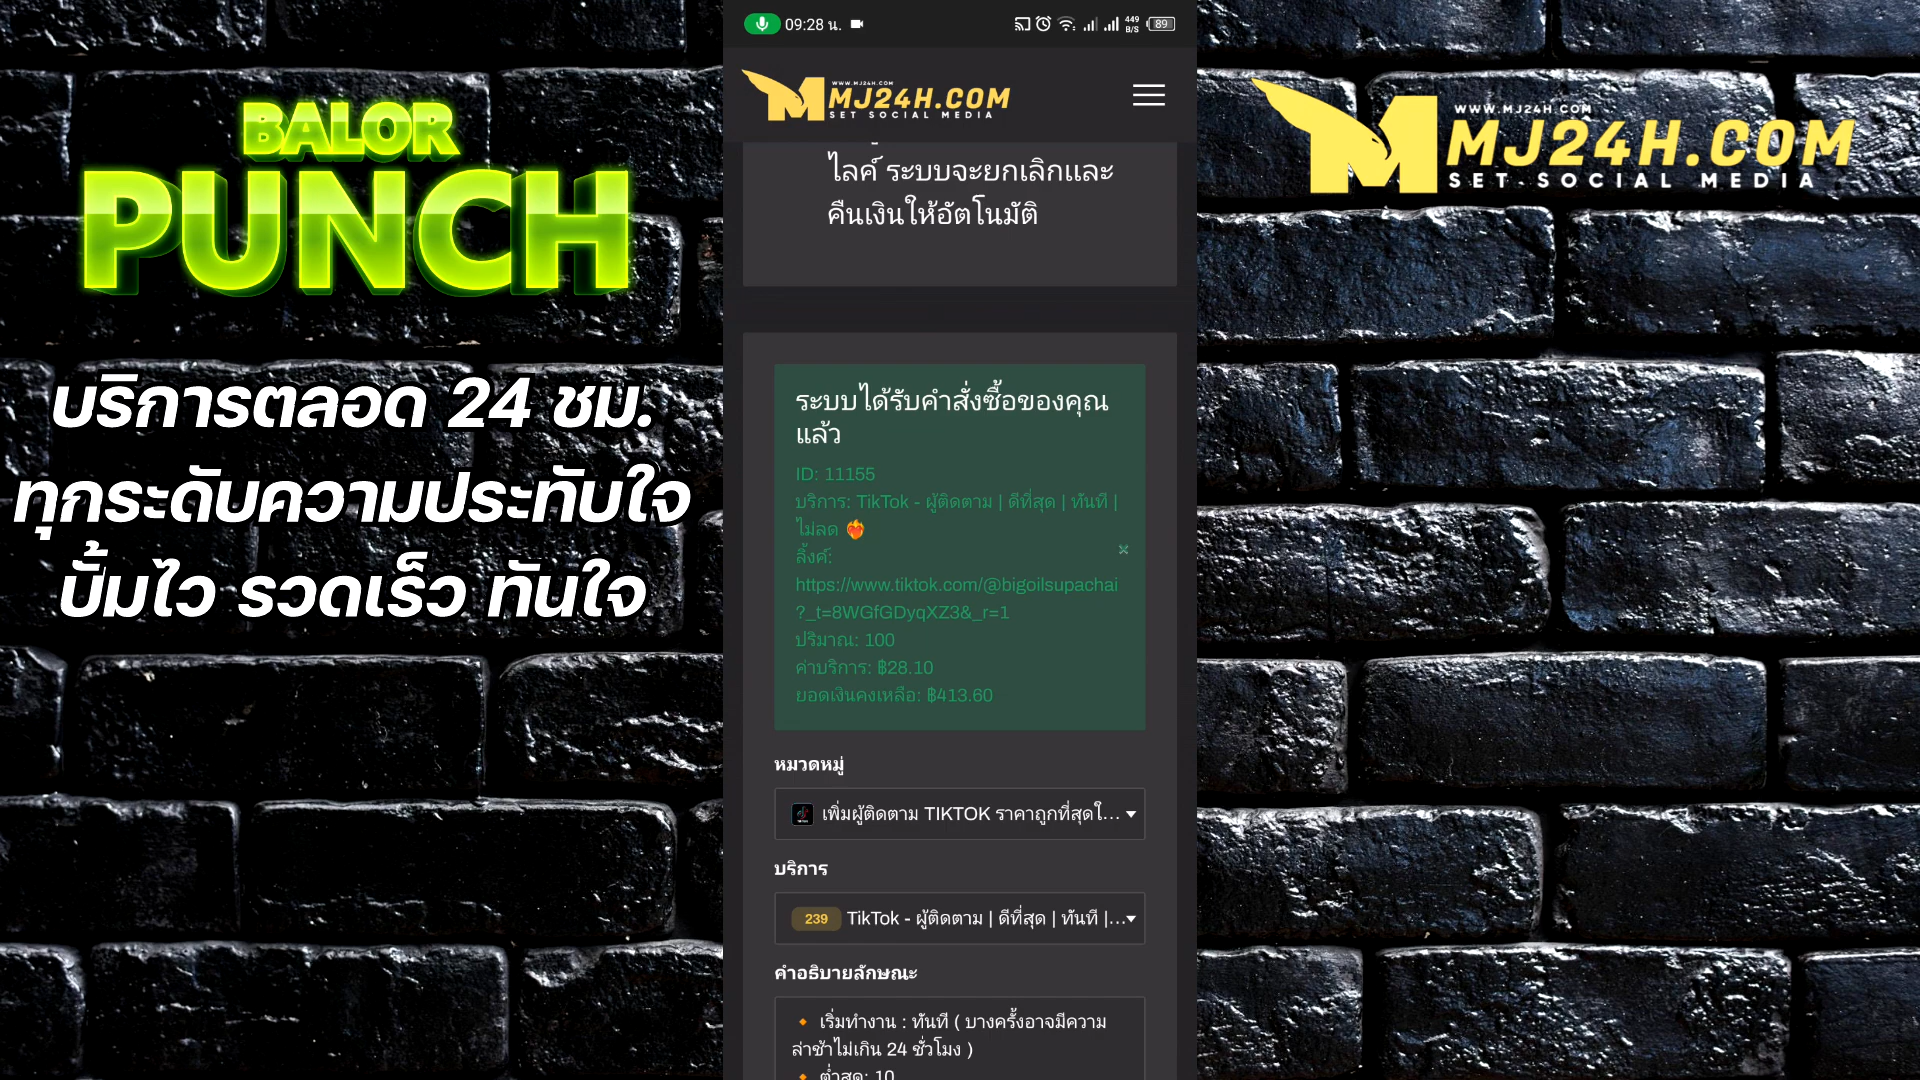 BALOR
PUNCH
บริการตลอด 24 ชม.
ทุกระดับความประทับใจ
ปั้มไว รวดเร็ว ทันใจ
09:28 น.
449
B/S
89
WWW.MJ24H.COM
MJ24H.COM
SET SOCIAL MEDIA
ไลค์ ระบบจะยกเลิกและ
คืนเงินให้อัตโนมัติ
ระบบได้รับคำสั่งซื้อของคุณ
แล้ว
ID: 11155
บริการ: TikTok - ผู้ติดตาม | ดีที่สุด | ทันที |
ไม่ลด ❤️‍🔥
ลิ้งค์:
https://www.tiktok.com/@bigoilsupachai
?_t=8WGfGDyqXZ3&_r=1
ปริมาณ: 100
ค่าบริการ: ฿28.10
ยอดเงินคงเหลือ: ฿413.60
หมวดหมู่
เพิ่มผู้ติดตาม TIKTOK ราคาถูกที่สุดใ...
บริการ
239 TikTok - ผู้ติดตาม | ดีที่สุด | ทันที |...
คำอธิบายลักษณะ
🔸 เริ่มทำงาน : ทันที ( บางครั้งอาจมีความ
ล่าช้าไม่เกิน 24 ชั่วโมง )
🔸 ต่ำสุด: 10
WWW.MJ24H.COM
MJ24H.COM
SET SOCIAL MEDIA